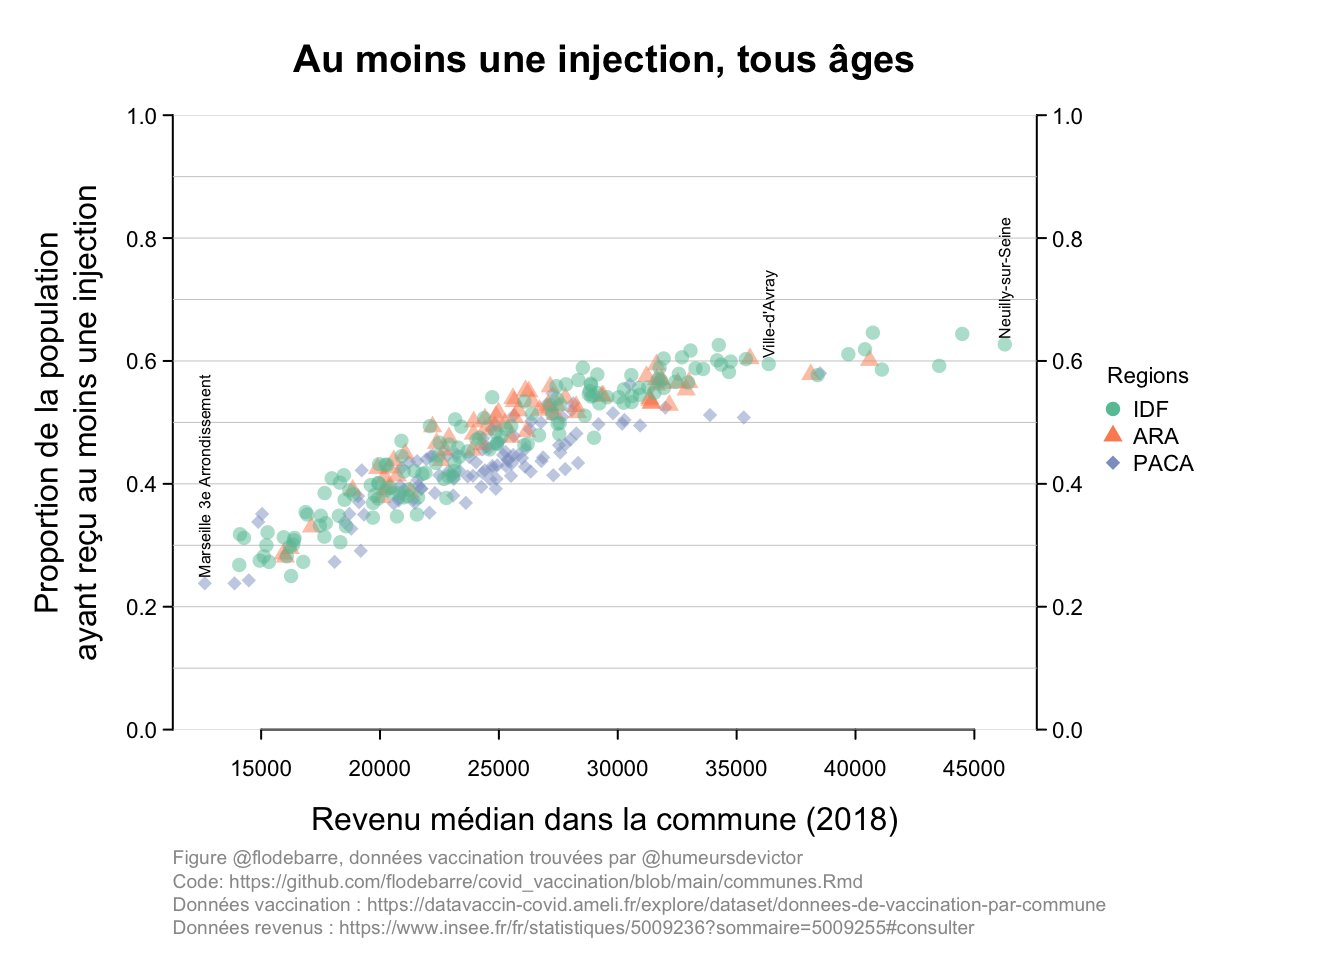 Au moins une injection, tous âges
Proportion de la population
ayant reçu au moins une injection
1.0
0.8
0.6
0.4
0.2
0.0
Marseille 3e Arrondissement
Ville-d'Avray
Neuilly-sur-Seine
1.0
0.8
0.6
0.4
0.2
0.0
Regions
IDF
ARA
PACA
15000 20000 25000 30000 35000 40000 45000
Revenu médian dans la commune (2018)
Figure @flodebarre, données vaccination trouvées par @humeursdevictor
Code: https://github.com/flodebarre/covid_vaccination/blob/main/communes.Rmd
Données vaccination : https://datavaccin-covid.ameli.fr/explore/dataset/donnees-de-vaccination-par-commune
Données revenus : https://www.insee.fr/fr/statistiques/5009236?sommaire=5009255#consulter